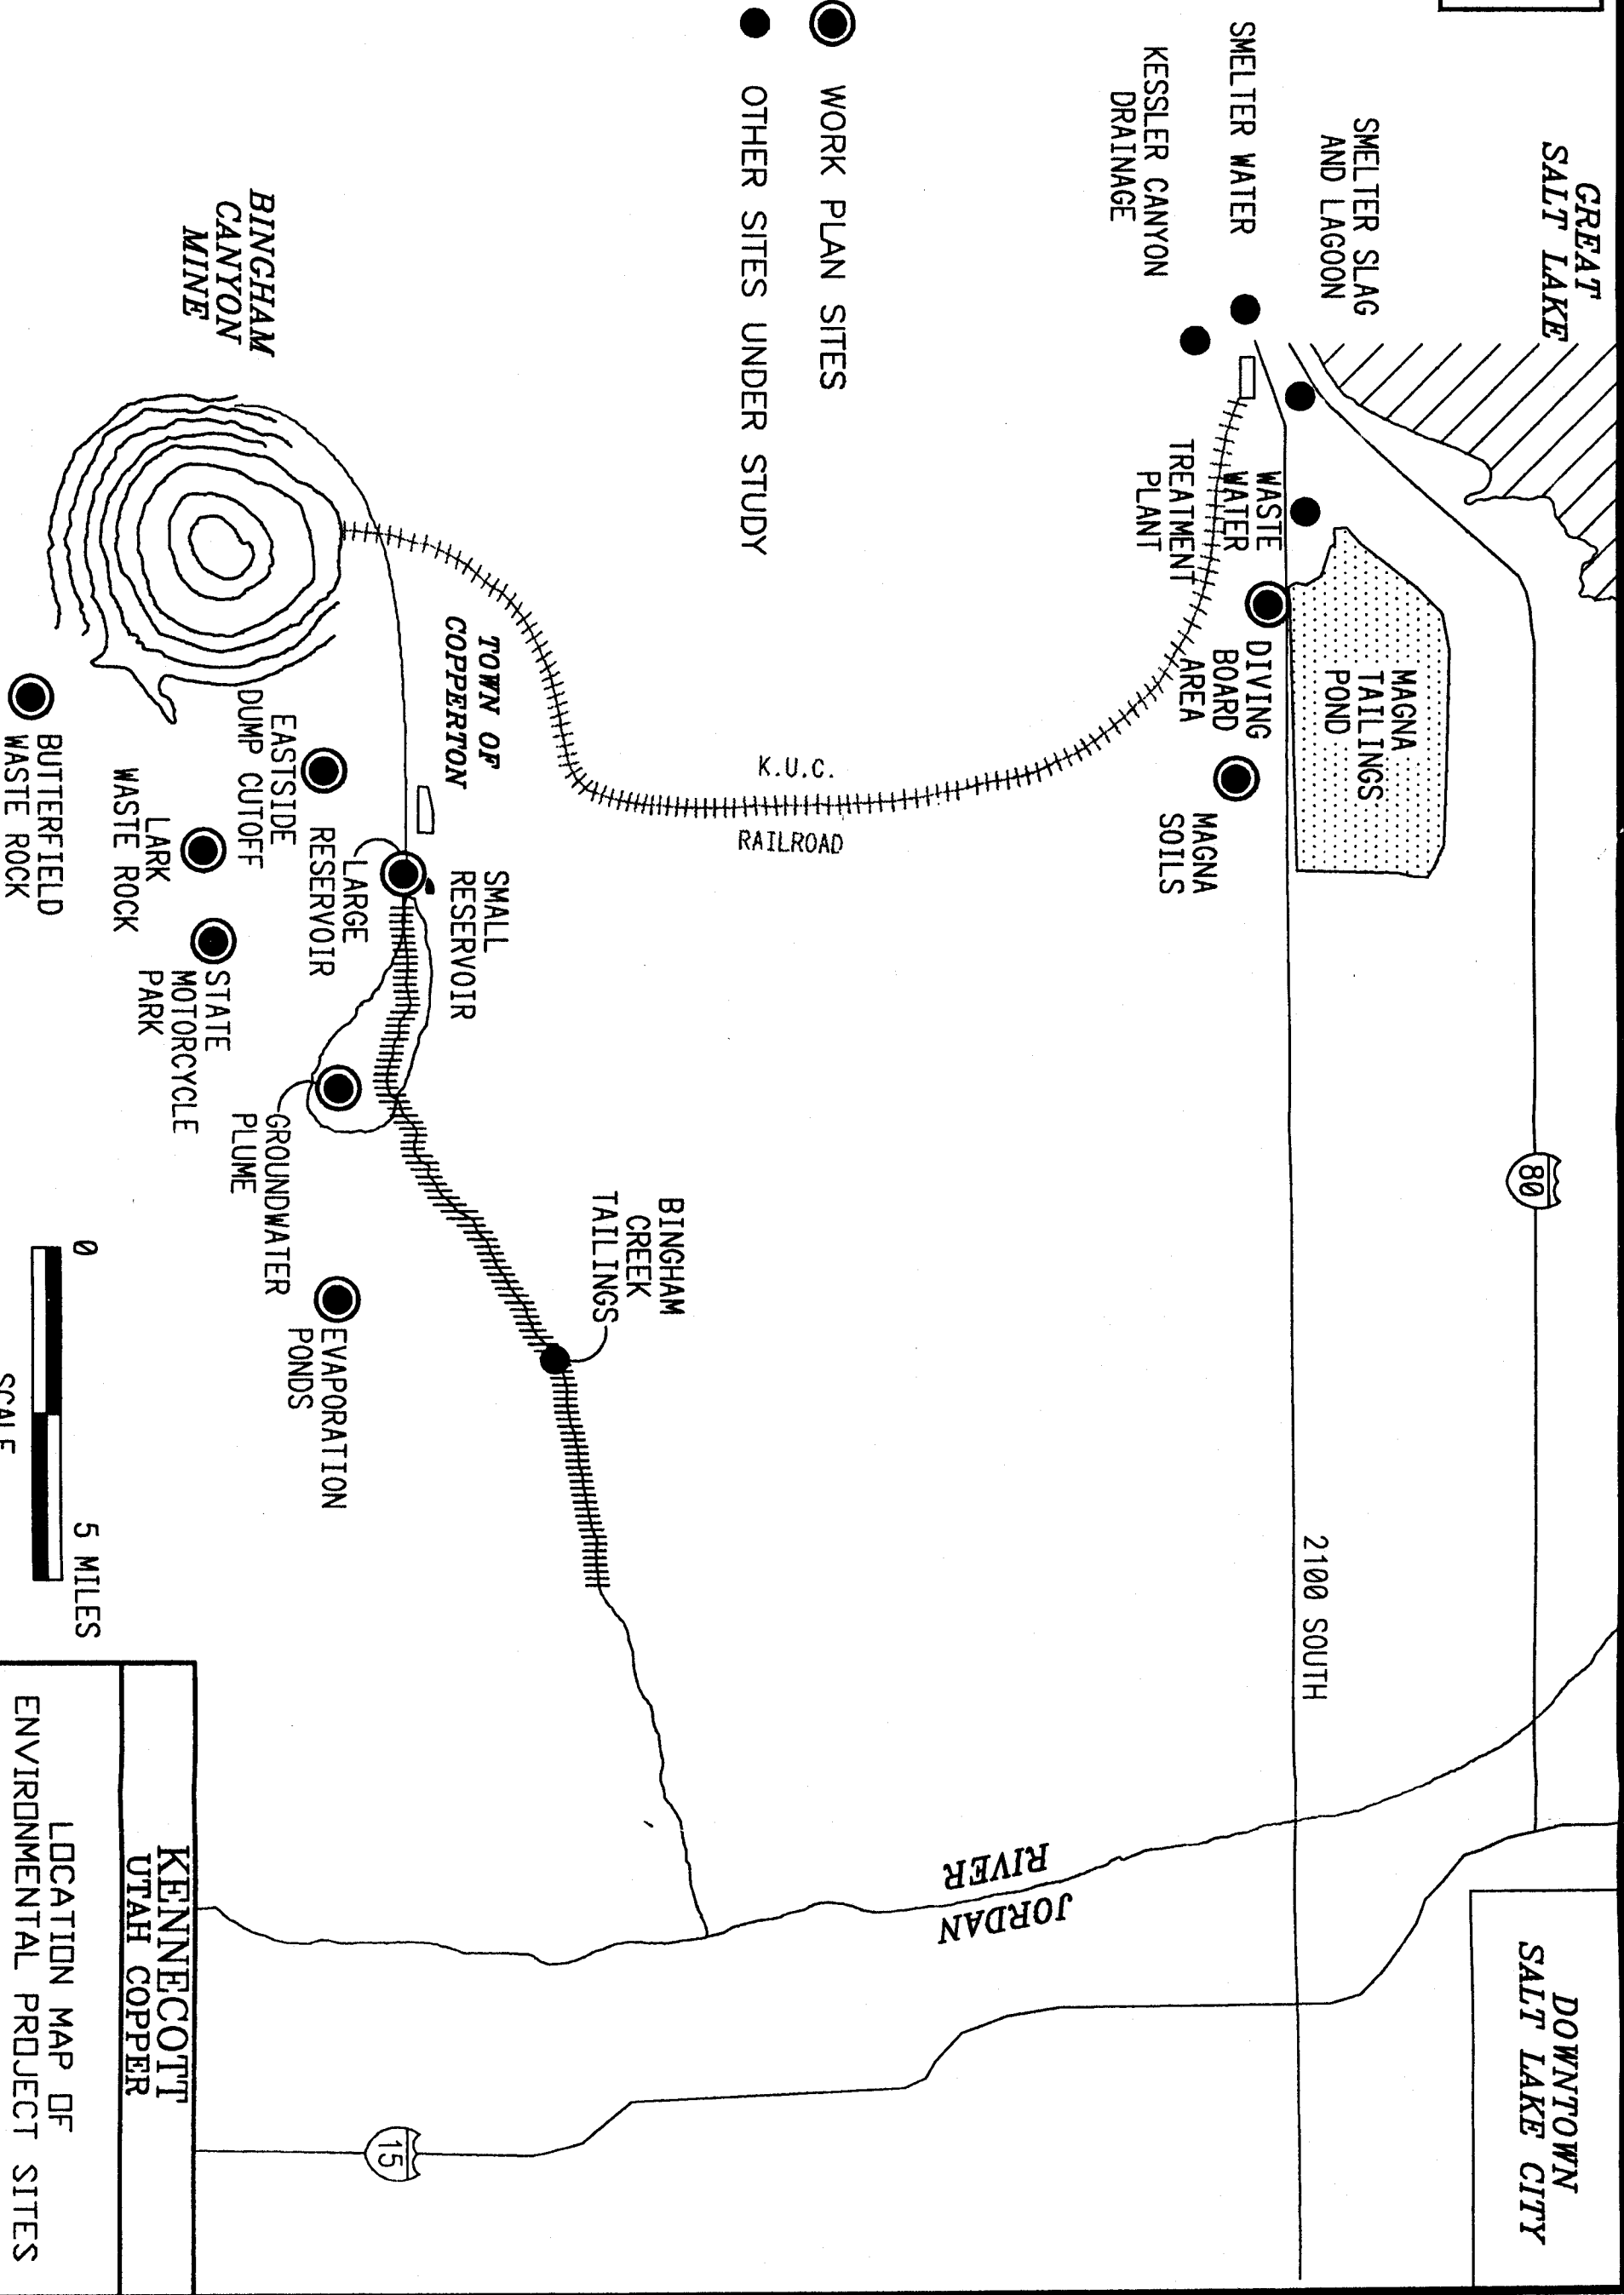 GREAT
SALT LAKE
SMELTER SLAG
AND LAGOON
SMELTER WATER
KESSLER CANYON
DRAINAGE
WASTE
WATER
TREATMENT
PLANT
DIVING
BOARD
AREA
MAGNA
TAILINGS
POND
MAGNA
SOILS
80
2100 SOUTH
DOWNTOWN
SALT LAKE CITY
WORK PLAN SITES
OTHER SITES UNDER STUDY
K.U.C.
RAILROAD
JORDAN
RIVER
BINGHAM
CREEK
TAILINGS
TOWN OF
COPPERTON
SMALL
RESERVOIR
LARGE
RESERVOIR
BINGHAM
CANYON
MINE
EASTSIDE
DUMP CUTOFF
LARK
WASTE ROCK
STATE
MOTORCYCLE
PARK
GROUNDWATER
PLUME
EVAPORATION
PONDS
15
BUTTERFIELD
WASTE ROCK
0
5 MILES
SCALE
KENNECOTT
UTAH COPPER
LOCATION MAP OF
ENVIRONMENTAL PROJECT SITES